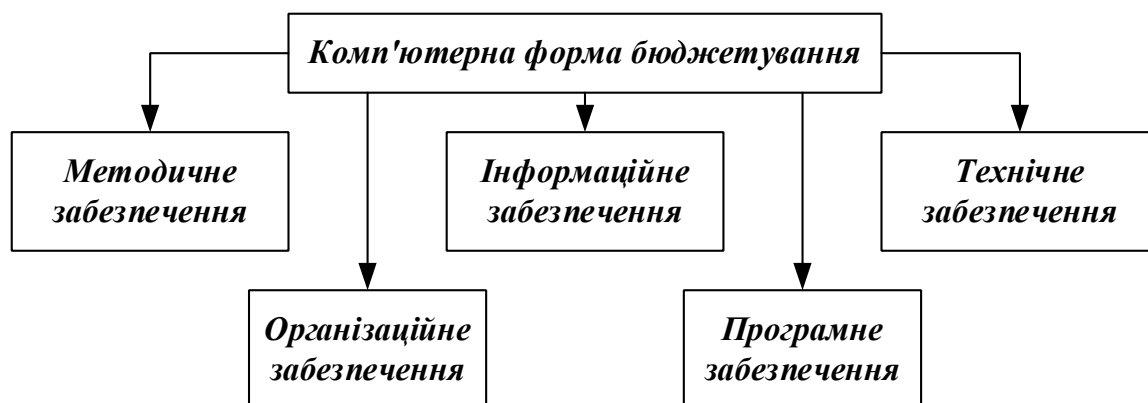 Комп'ютерна форма бюджетування
Методичне
забезпечення
Інформаційне
забезпечення
Технічне
забезпечення
Організаційне
забезпечення
Програмне
забезпечення